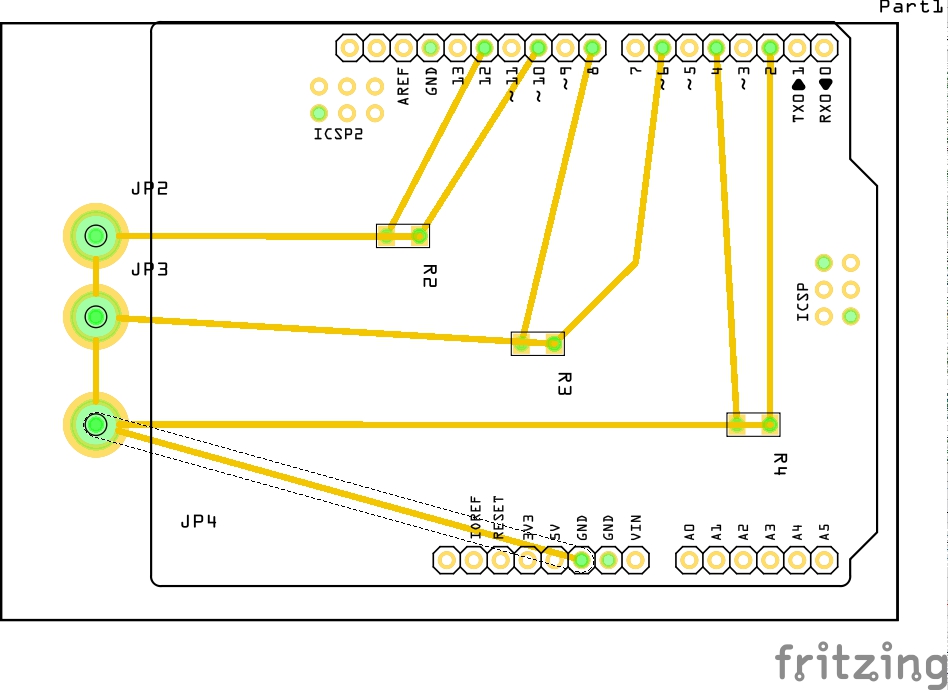 Part1
AREF
GND
13
12
~11
~10
~9
8
7
~6
~5
4
~3
2
TX0▶1
RX0◀0
ICSP2
JP2
JP3
R2
ICSP
R3
R4
JP4
IOREF
RESET
3V3
5V
GND
GND
VIN
A0
A1
A2
A3
A4
A5
fritzing